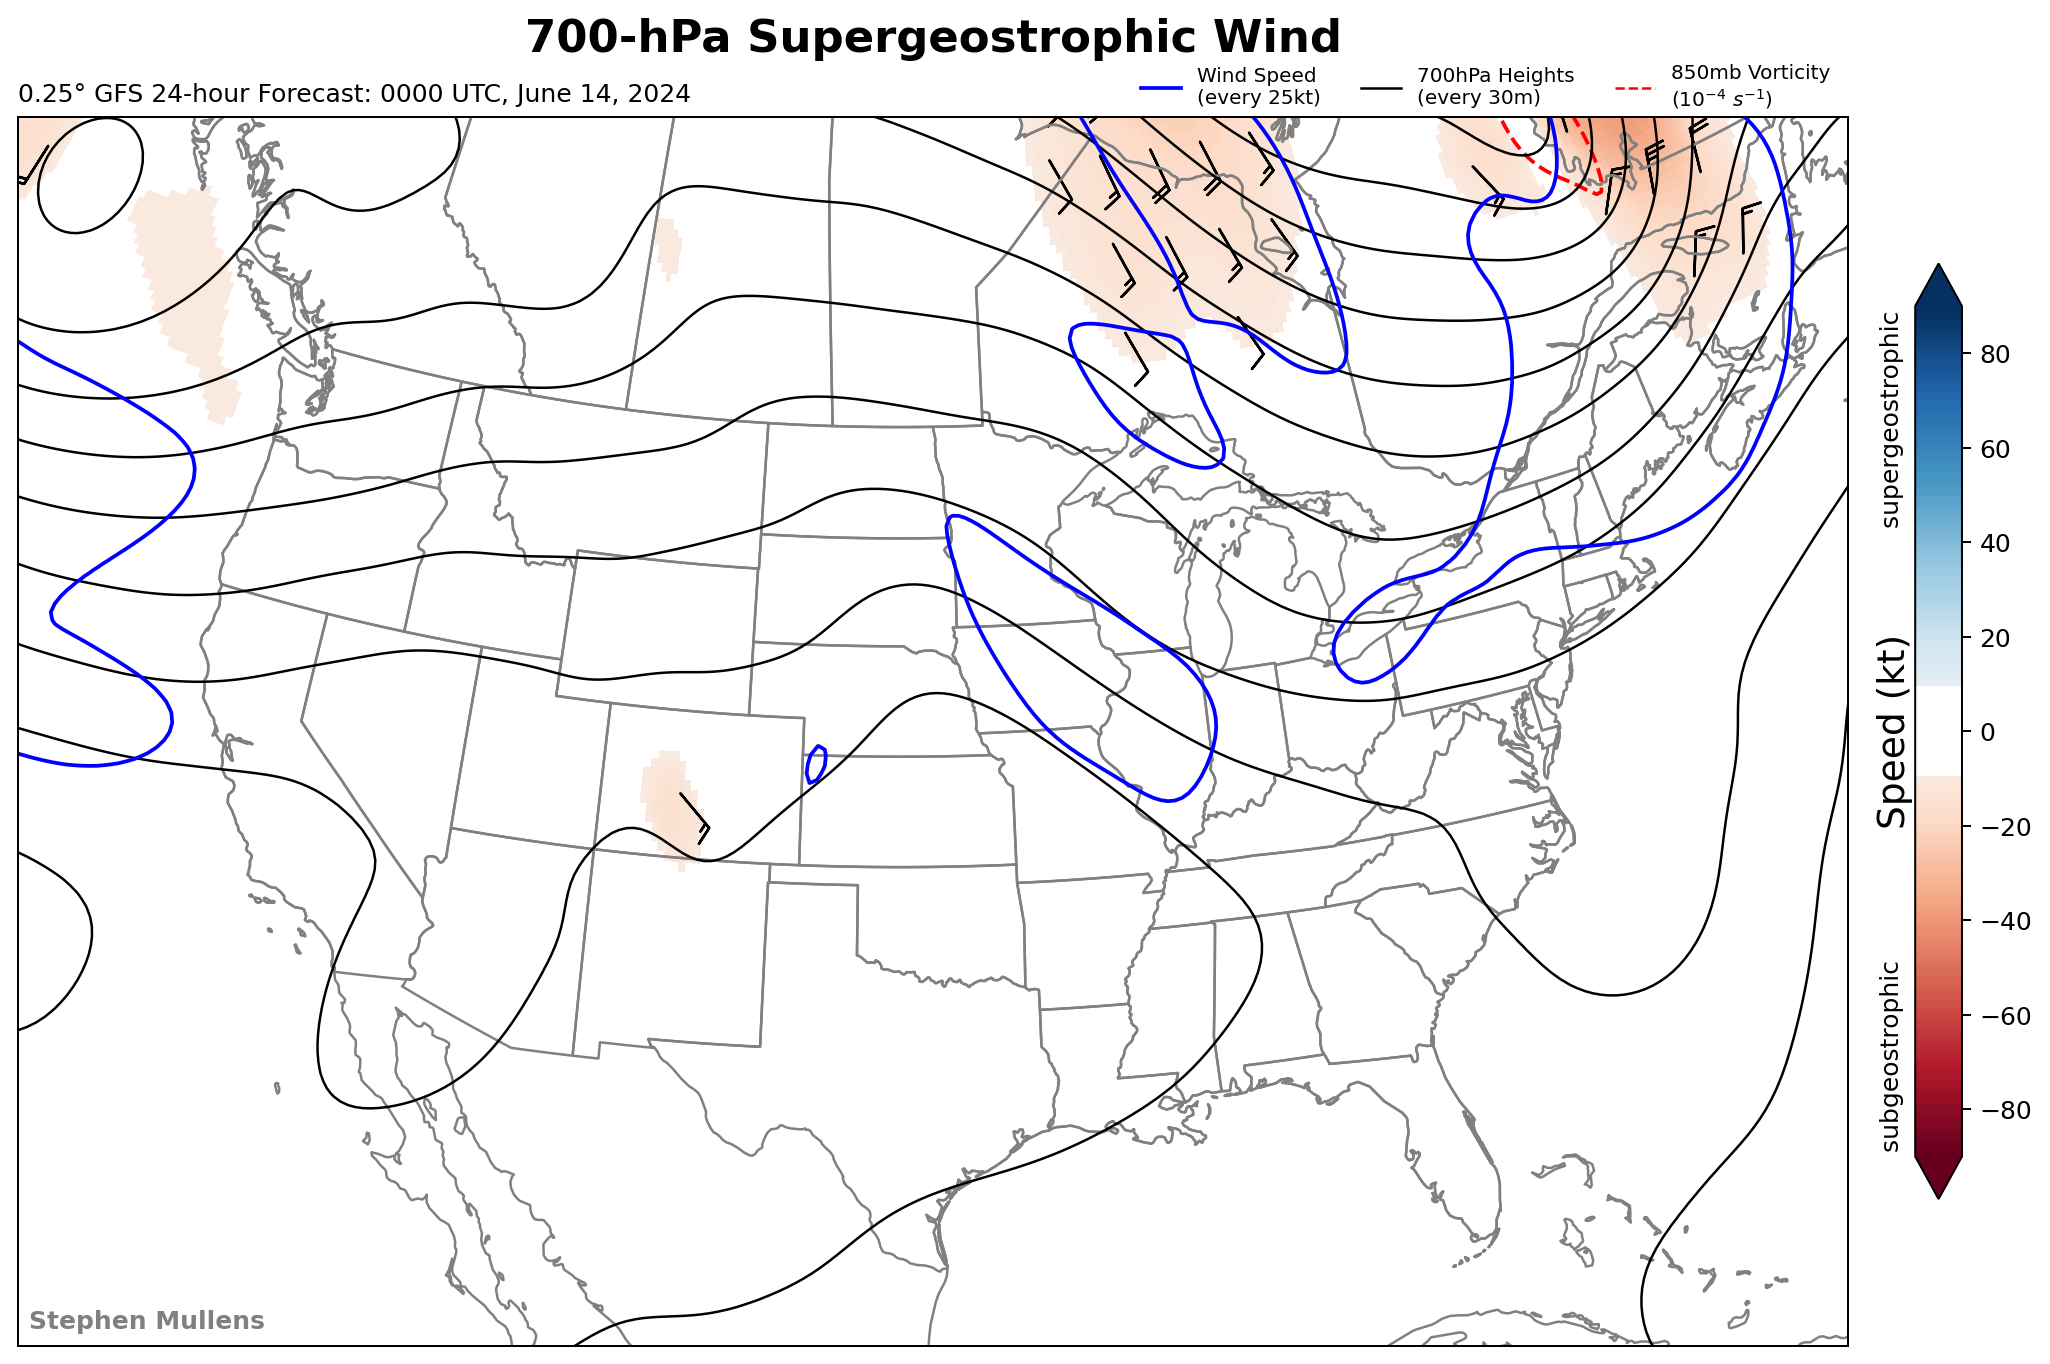 700-hPa Supergeostrophic Wind
0.25° GFS 24-hour Forecast: 0000 UTC, June 14, 2024
Wind Speed
(every 25kt)
700hPa Heights
(every 30m)
850mb Vorticity
(10⁻⁴ s⁻¹)
supergeostrophic
Speed (kt)
subgeostrophic
80
60
40
20
0
−20
−40
−60
−80
Stephen Mullens